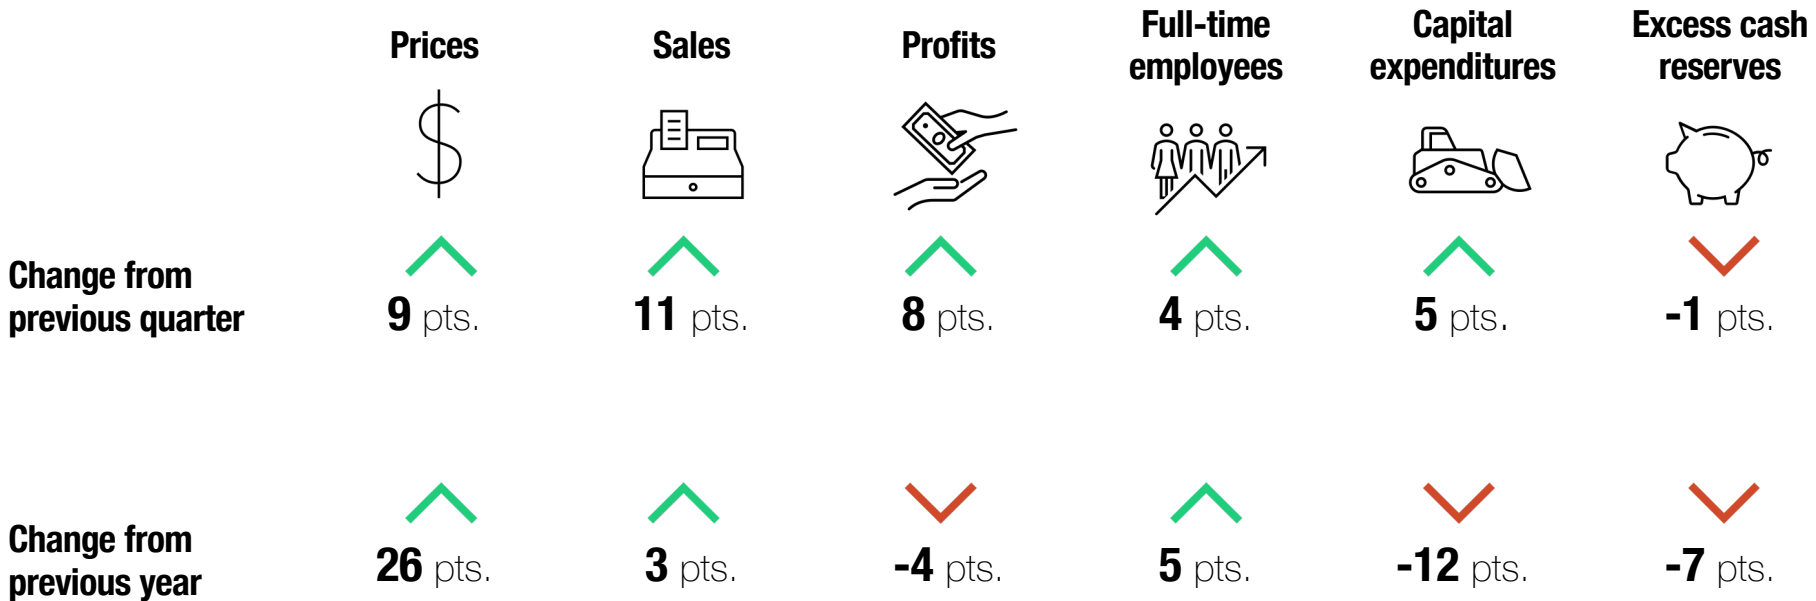 Prices
Sales
Profits
Full-time
employees
Capital
expenditures
Excess cash
reserves
Change from
previous quarter
9 pts.
11 pts.
8 pts.
4 pts.
5 pts.
-1 pts.
Change from
previous year
26 pts.
3 pts.
-4 pts.
5 pts.
-12 pts.
-7 pts.